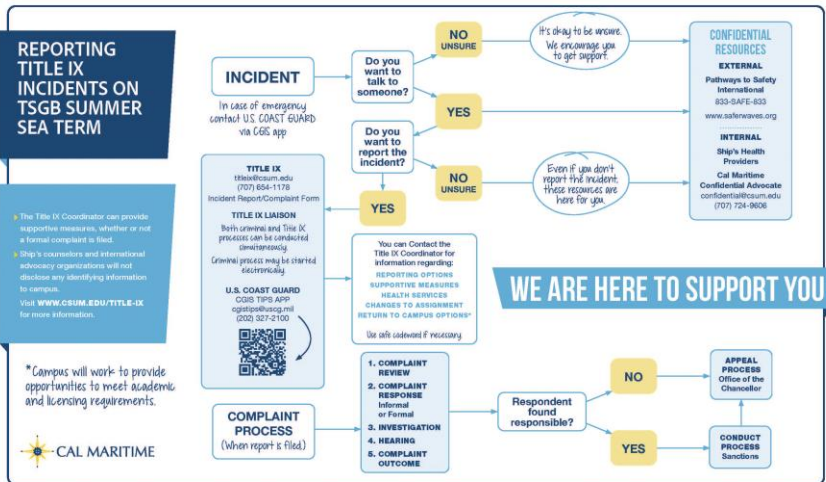 REPORTING
TITLE IX
INCIDENTS ON
TSGB SUMMER
SEA TERM
The Title IX Coordinator can provide
supportive measures, whether or not
a formal complaint is filed.
Ship's counselors and international
advocacy organizations will not
disclose any identifying information
to campus.
Visit WWW.CSUM.EDU/TITLE-IX
for more information.
*Campus will work to provide
opportunities to meet academic
and licensing requirements.
CAL MARITIME
INCIDENT
In case of emergency
contact U.S. COAST GUARD
via CGIS app
Do you
want to
talk to
someone?
NO
UNSURE
It's okay to be unsure.
We encourage you
to get support.
YES
Do you
want to
report the
incident?
NO
UNSURE
Even if you don't
report the incident,
these resources are
here for you.
YES
CONFIDENTIAL
RESOURCES
EXTERNAL
Pathways to Safety
International
833-SAFE-833
www.saferwaves.org
INTERNAL
Ship's Health
Providers
Cal Maritime
Confidential Advocate
confidential@csum.edu
(707) 724-9606
TITLE IX
titleix@csum.edu
(707) 654-1178
Incident Report/Complaint Form
TITLE IX LIAISON
Both criminal and Title IX
processes can be conducted
simultaneously.
Criminal process may be started
electronically.
U.S. COAST GUARD
CGIS TIPS APP
cgistips@uscg.mil
(202) 327-2100
You can Contact the
Title IX Coordinator for
information regarding:
REPORTING OPTIONS
SUPPORTIVE MEASURES
HEALTH SERVICES
CHANGES TO ASSIGNMENT
RETURN TO CAMPUS OPTIONS*
Use safe codeword if necessary.
WE ARE HERE TO SUPPORT YOU
COMPLAINT
PROCESS
(When report is filed.)
1. COMPLAINT
REVIEW
2. COMPLAINT
RESPONSE
Informal
or Formal
3. INVESTIGATION
4. HEARING
5. COMPLAINT
OUTCOME
Respondent
found
responsible?
NO
YES
APPEAL
PROCESS
Office of the
Chancellor
CONDUCT
PROCESS
Sanctions